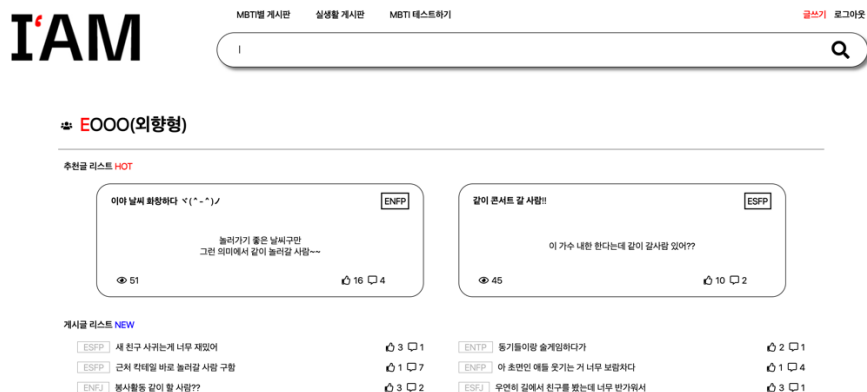 I'AM
MBTI별 게시판 실생활 게시판 MBTI 테스트하기 글쓰기 로그아웃
EOOO(외향형)
추천글 리스트 HOT
이야 날씨 화창하다 ヾ(^-^)ノ ENFP
놀러가기 좋은 날씨구만
그런 의미에서 같이 놀러갈 사람~~
51 16 4
같이 콘서트 갈 사람!! ESFP
이 가수 내한 한다는데 같이 갈사람 있어??
45 10 2
게시글 리스트 NEW
ESFP 새 친구 사귀는게 너무 재밌어 3 1
ENTP 동기들이랑 술게임하다가 2 1
ESFP 근처 칵테일 바로 놀러갈 사람 구함 1 7
ENFP 아 초면인 애들 웃기는 거 너무 보람차다 1 4
ENFJ 봉사활동 같이 할 사람?? 3 2
ESFJ 우연히 길에서 친구를 봤는데 너무 반가워서 3 1